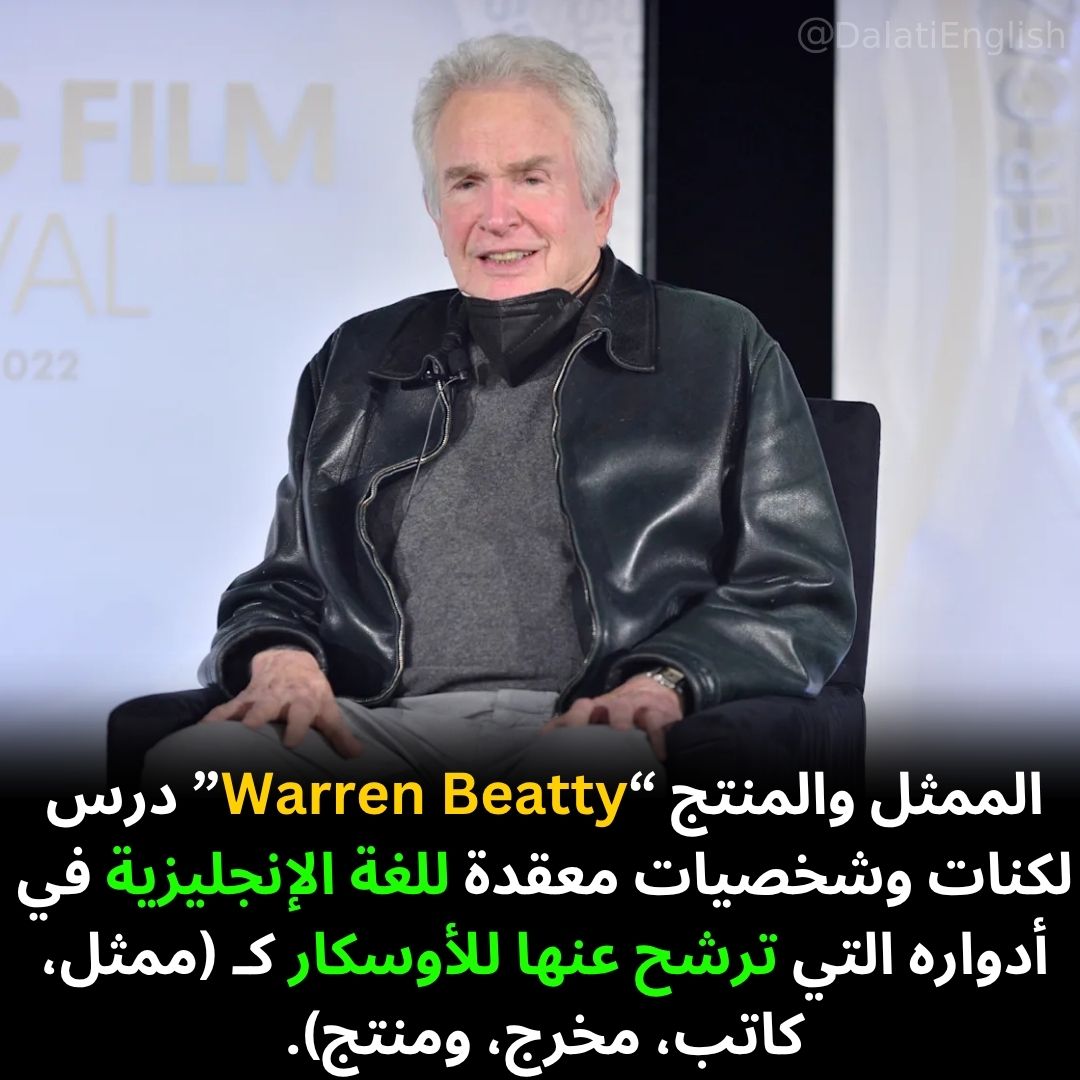 @DalatiEnglish
C FILM
VAL
022
الممثل والمنتج “Warren Beatty” درس
لكنات وشخصيات معقدة للغة الإنجليزية في
أدواره التي ترشح عنها للأوسكار كـ (ممثل،
كاتب، مخرج، ومنتج).